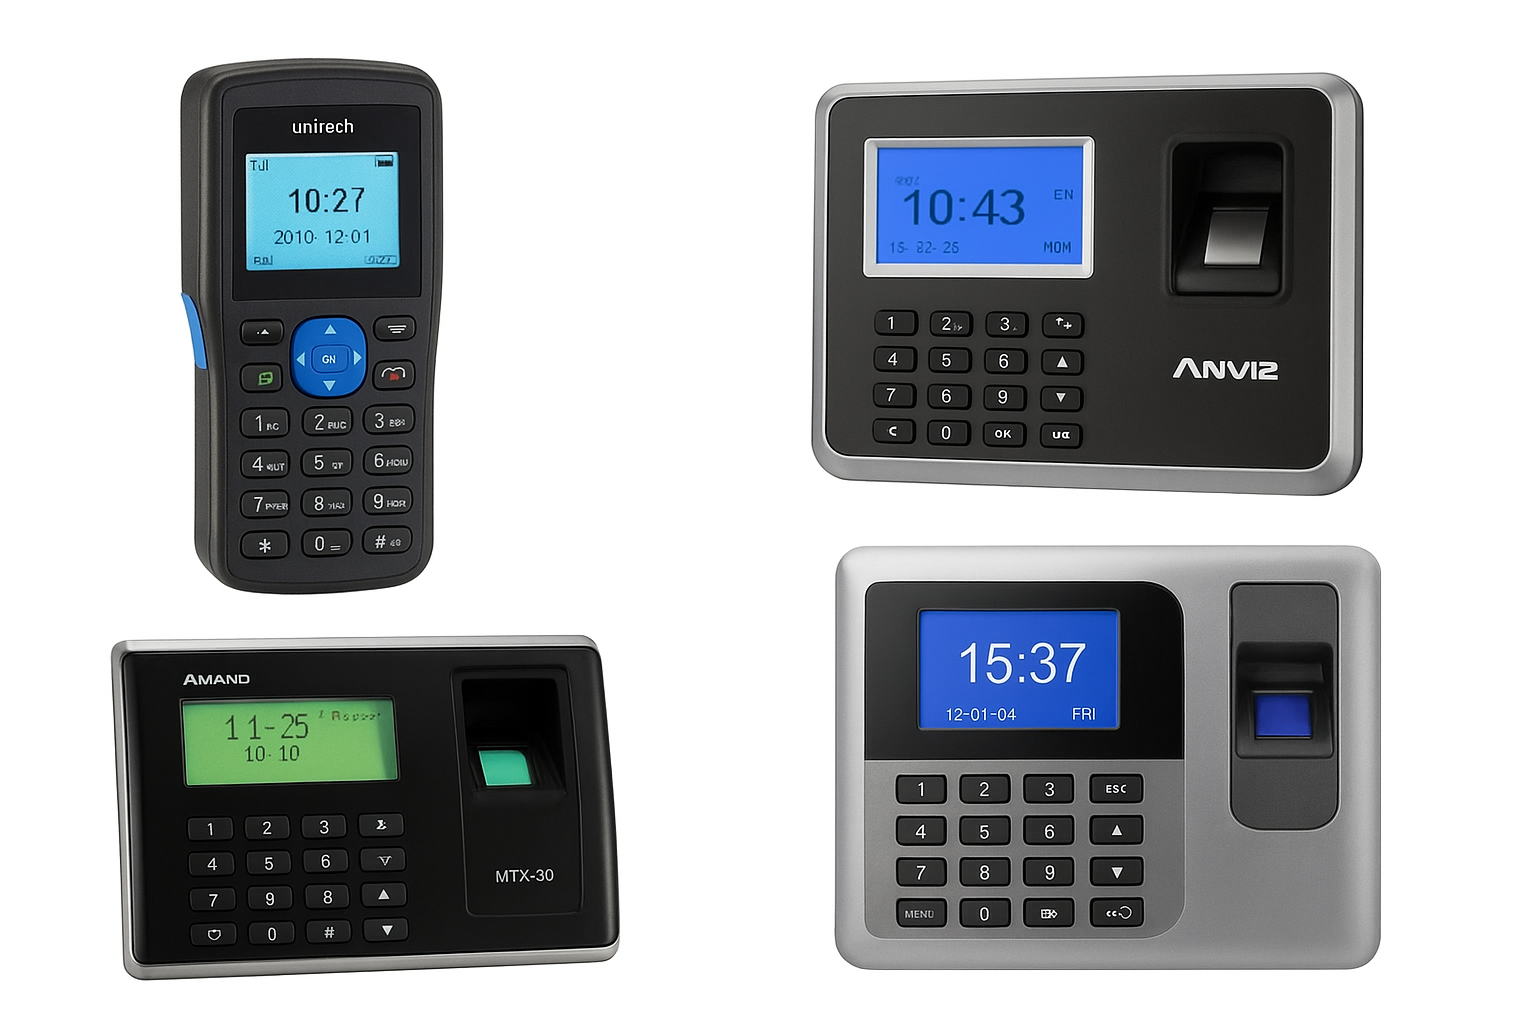 unirech
10:27
2010· 12:01
GN
1
2
3
4
5
6
7
8
9
*
0
#
10:43
EN
MOM
1 2 3
4 5 6
7 6 9
0 OK
ANVI2
AMAND
11-25
10- 10
1 2 3
4 5 6
7 9 8
0 #
MTX-30
15:37
12-01-04 FRI
1 2 3 ESC
4 5 6
7 8 9
MENU 0